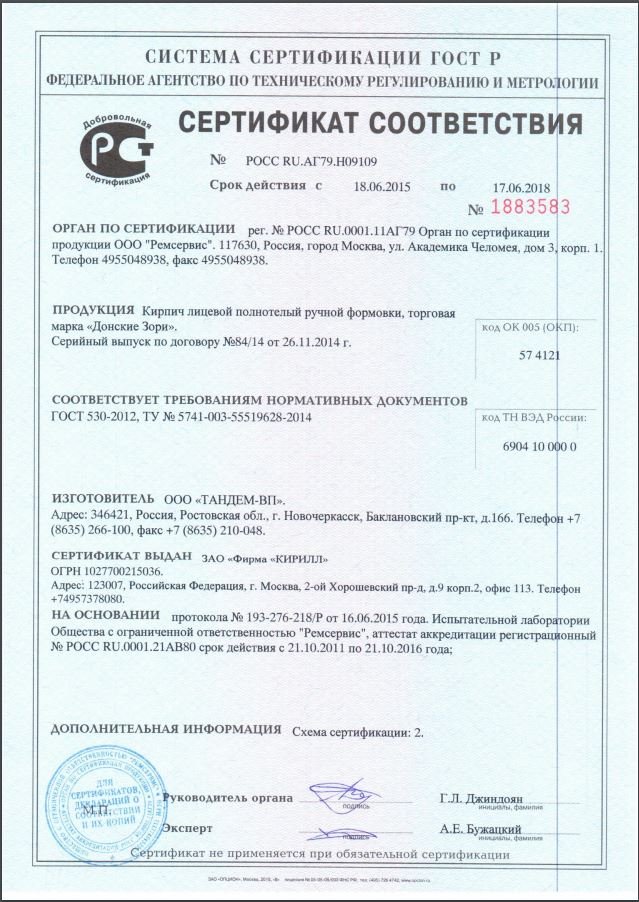 СИСТЕМА СЕРТИФИКАЦИИ ГОСТ Р
ФЕДЕРАЛЬНОЕ АГЕНТСТВО ПО ТЕХНИЧЕСКОМУ РЕГУЛИРОВАНИЮ И МЕТРОЛОГИИ
Добровольная
РСТ
сертификация
СЕРТИФИКАТ СООТВЕТСТВИЯ
№ РОСС RU.АГ79.Н09109
Срок действия с 18.06.2015 по 17.06.2018
№ 1883583
ОРГАН ПО СЕРТИФИКАЦИИ рег. № РОСС RU.0001.11АГ79 Орган по сертификации
продукции ООО "Ремсервис". 117630, Россия, город Москва, ул. Академика Челомея, дом 3, корп. 1.
Телефон 4955048938, факс 4955048938.
ПРОДУКЦИЯ Кирпич лицевой полнотелый ручной формовки, торговая
марка «Донские Зори».
Серийный выпуск по договору №84/14 от 26.11.2014 г.
код ОК 005 (ОКП):
57 4121
СООТВЕТСТВУЕТ ТРЕБОВАНИЯМ НОРМАТИВНЫХ ДОКУМЕНТОВ
ГОСТ 530-2012, ТУ № 5741-003-55519628-2014
код ТН ВЭД России:
6904 10 000 0
ИЗГОТОВИТЕЛЬ ООО «ТАНДЕМ-ВП».
Адрес: 346421, Россия, Ростовская обл., г. Новочеркасск, Баклановский пр-кт, д.166. Телефон +7
(8635) 266-100, факс +7 (8635) 210-048.
СЕРТИФИКАТ ВЫДАН ЗАО «Фирма «КИРИЛЛ»
ОГРН 1027700215036.
Адрес: 123007, Российская Федерация, г. Москва, 2-ой Хорошевский пр-д, д.9 корп.2, офис 113. Телефон
+74957378080.
НА ОСНОВАНИИ протокола № 193-276-218/Р от 16.06.2015 года. Испытательной лаборатории
Общества с ограниченной ответственностью "Ремсервис", аттестат аккредитации регистрационный
№ РОСС RU.0001.21АВ80 срок действия с 21.10.2011 по 21.10.2016 года;
ДОПОЛНИТЕЛЬНАЯ ИНФОРМАЦИЯ Схема сертификации: 2.
ДЛЯ
СЕРТИФИКАТОВ,
ДЕКЛАРАЦИЙ О
СООТВЕТСТВИИ
И ИХ КОПИЙ
М.П.
Руководитель органа Г.Л. Джиндоян
подпись инициалы, фамилия
Эксперт А.Е. Бужацкий
подпись инициалы, фамилия
Сертификат не применяется при обязательной сертификации